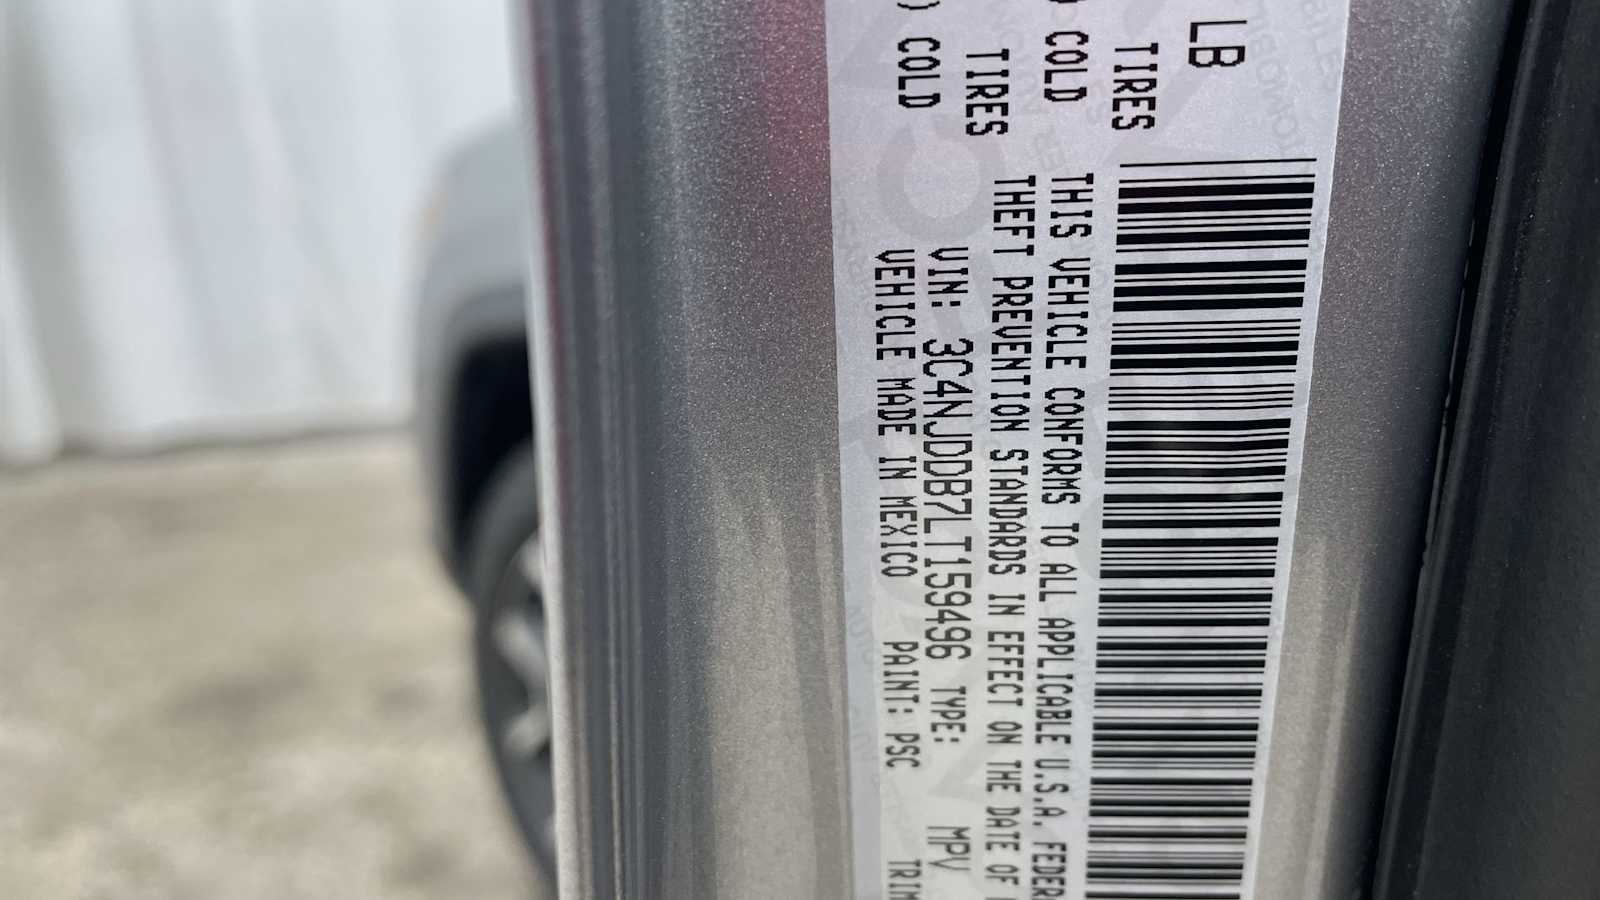 LB
TIRES
) COLD
TIRES
) COLD
THIS VEHICLE CONFORMS TO ALL APPLICABLE U.S.A. FEDER
THEFT PREVENTION STANDARDS IN EFFECT ON THE DATE OF
VIN: 3C4NJDDB7LT159496 TYPE: MPV
VEHICLE MADE IN MEXICO PAINT: PSC TRIM